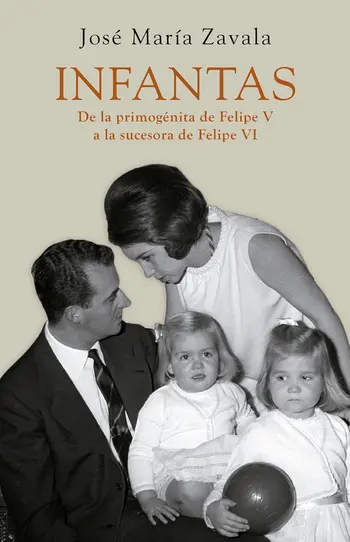 José María Zavala
INFANTAS
De la primogénita de Felipe V
a la sucesora de Felipe VI